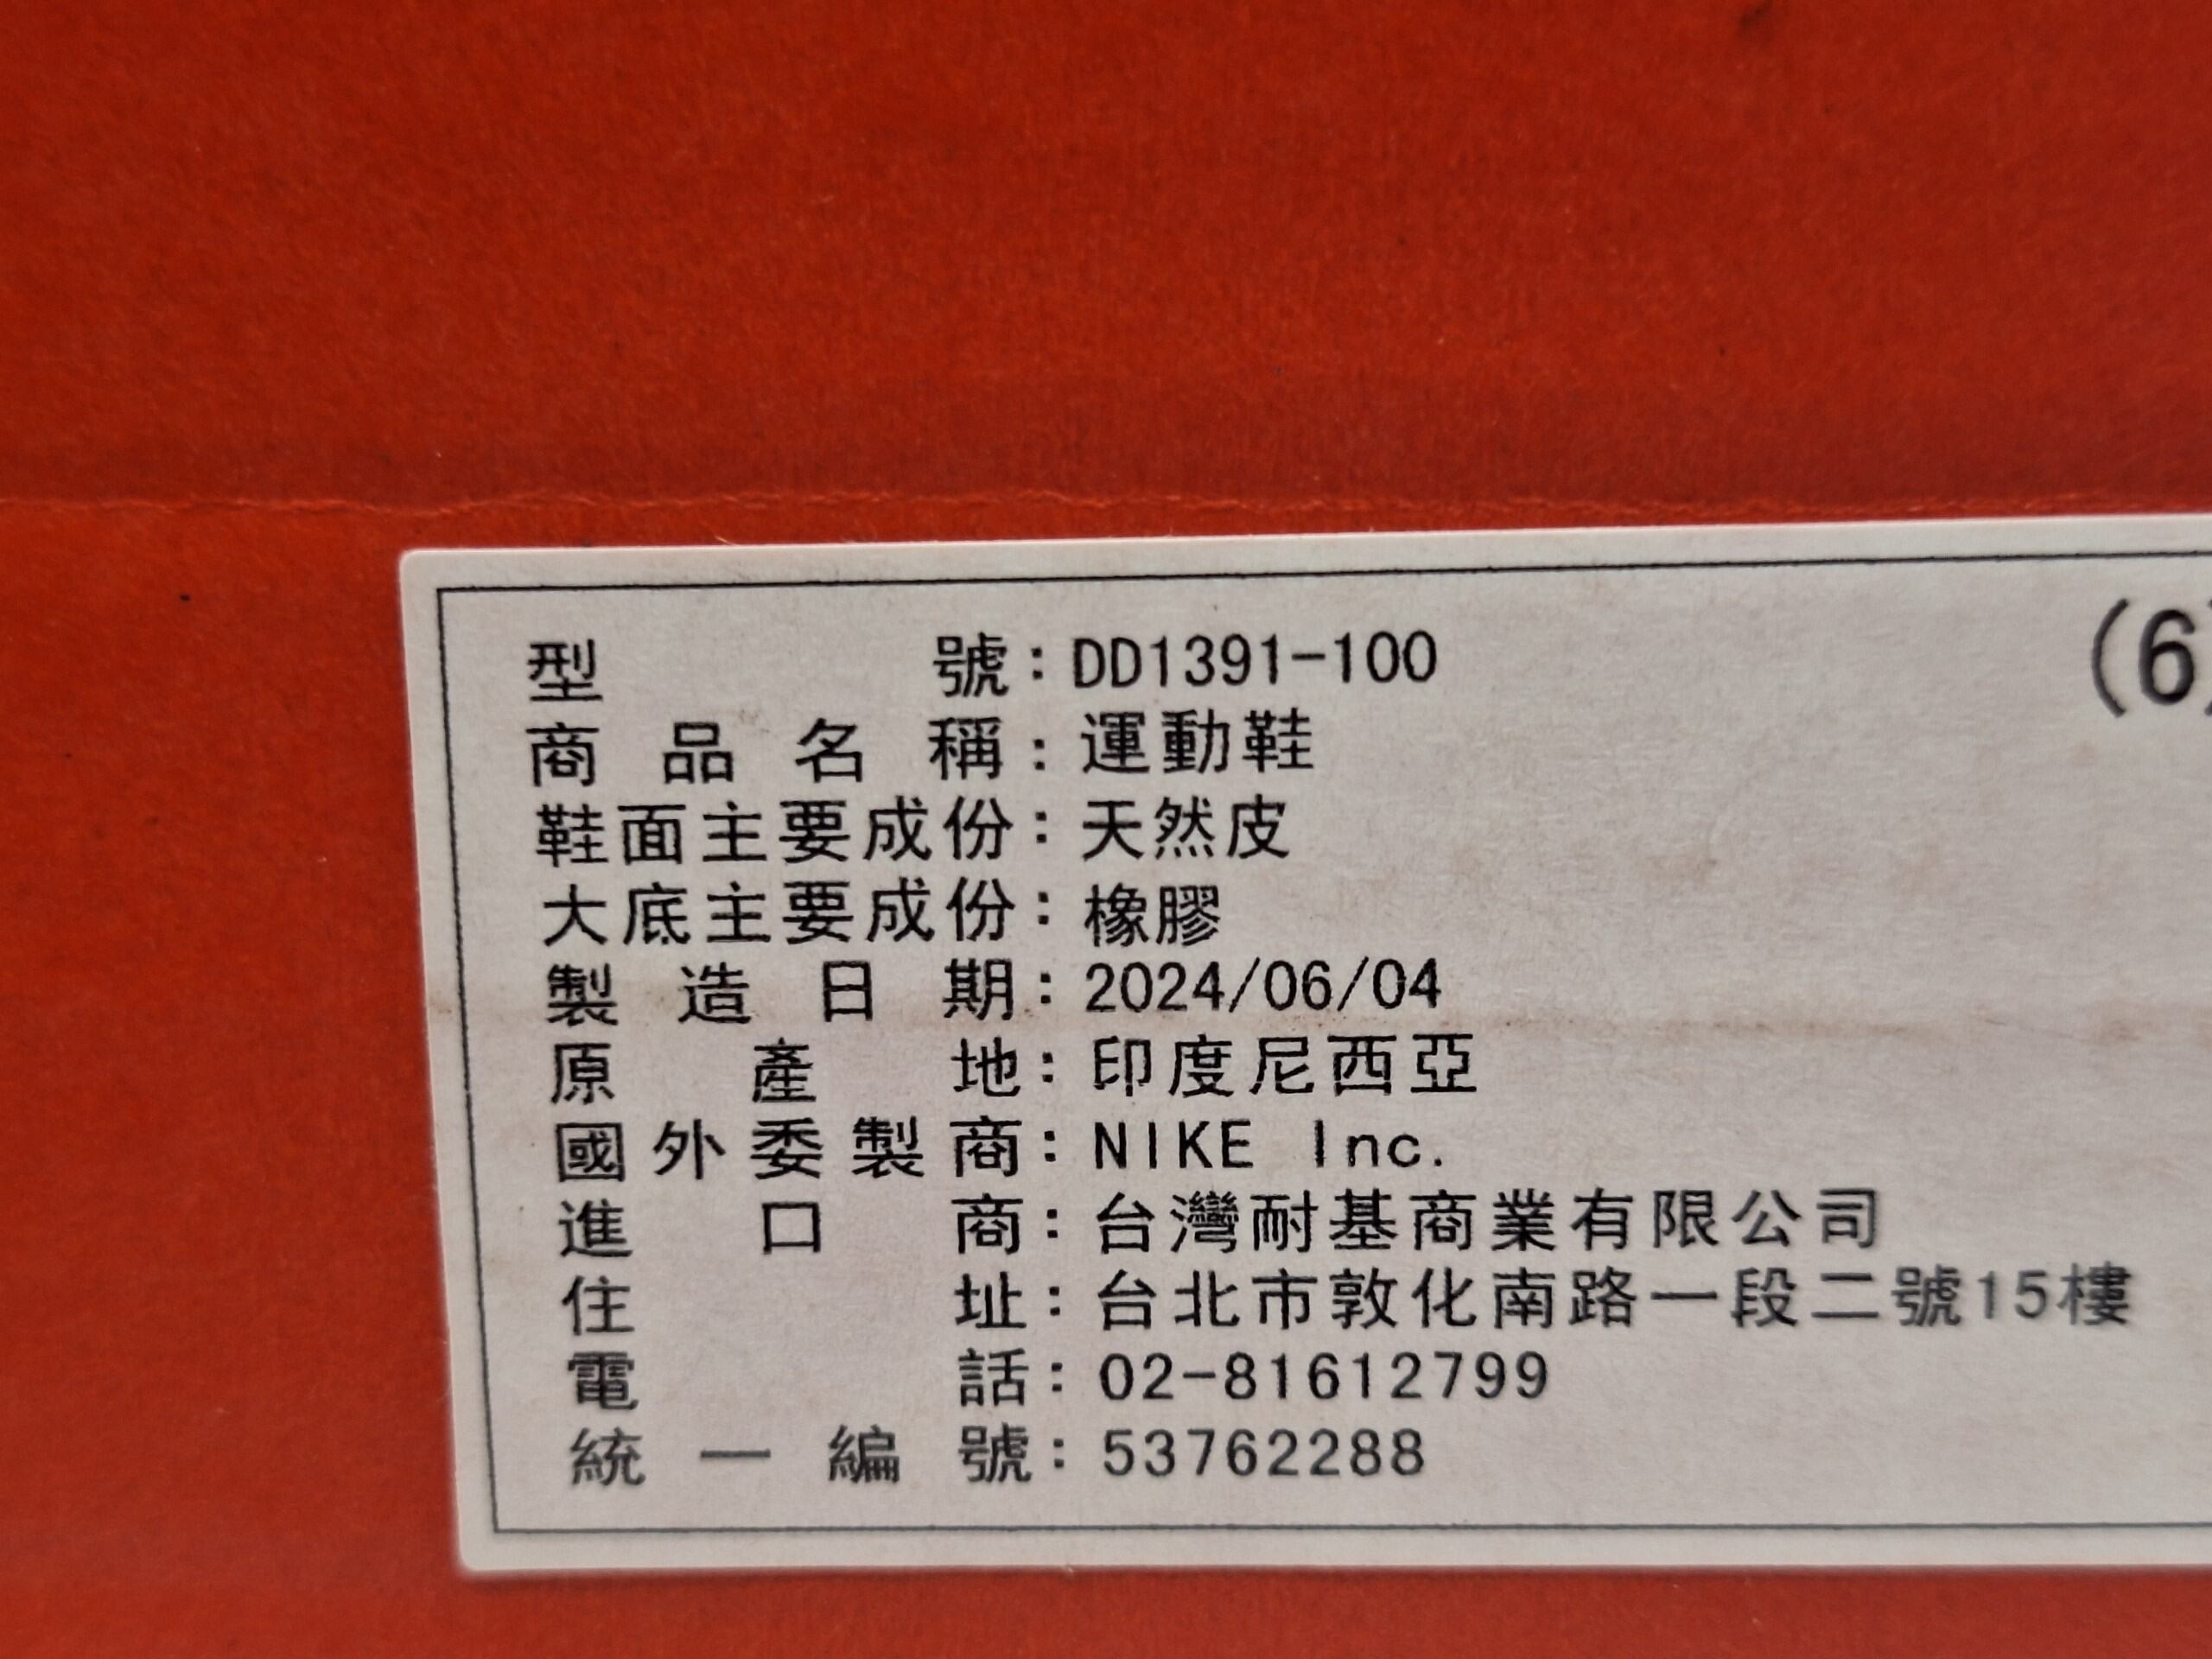 型號：DD1391-100 (6)
商品名稱：運動鞋
鞋面主要成份：天然皮
大底主要成份：橡膠
製造日期：2024/06/04
原產地：印度尼西亞
國外委製商：NIKE Inc.
進口商：台灣耐基商業有限公司
住址：台北市敦化南路一段二號15樓
電話：02-81612799
統一編號：53762288